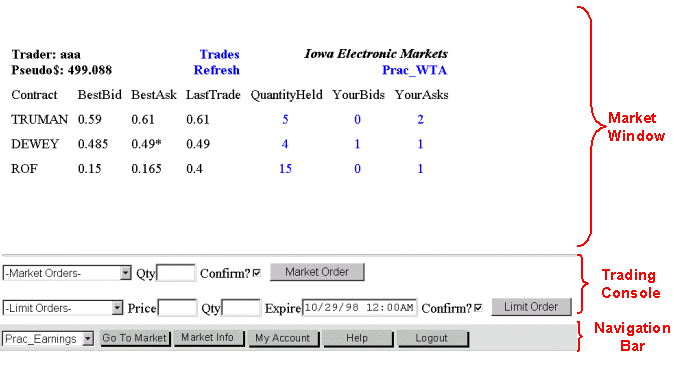 Trader: aaa Trades Iowa Electronic Markets
Pseudo$: 499.088 Refresh Prac_WTA
Contract BestBid BestAsk LastTrade QuantityHeld YourBids YourAsks
TRUMAN 0.59 0.61 0.61 5 0 2
DEWEY 0.485 0.49* 0.49 4 1 1
ROF 0.15 0.165 0.4 15 0 1
Market
Window
-Market Orders- Qty Confirm? Market Order
-Limit Orders- Price Qty Expire 10/29/98 12:00AM Confirm? Limit Order
Trading
Console
Prac_Earnings Go To Market Market Info My Account Help Logout
Navigation
Bar